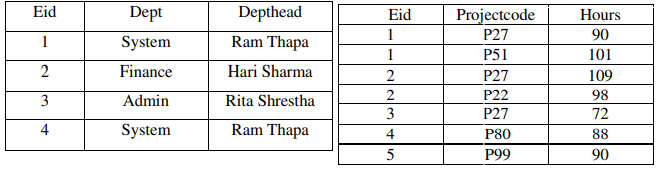 Eid Dept Depthead
1 System Ram Thapa
2 Finance Hari Sharma
3 Admin Rita Shrestha
4 System Ram Thapa
Eid Projectcode Hours
1 P27 90
1 P51 101
2 P27 109
2 P22 98
3 P27 72
4 P80 88
5 P99 90